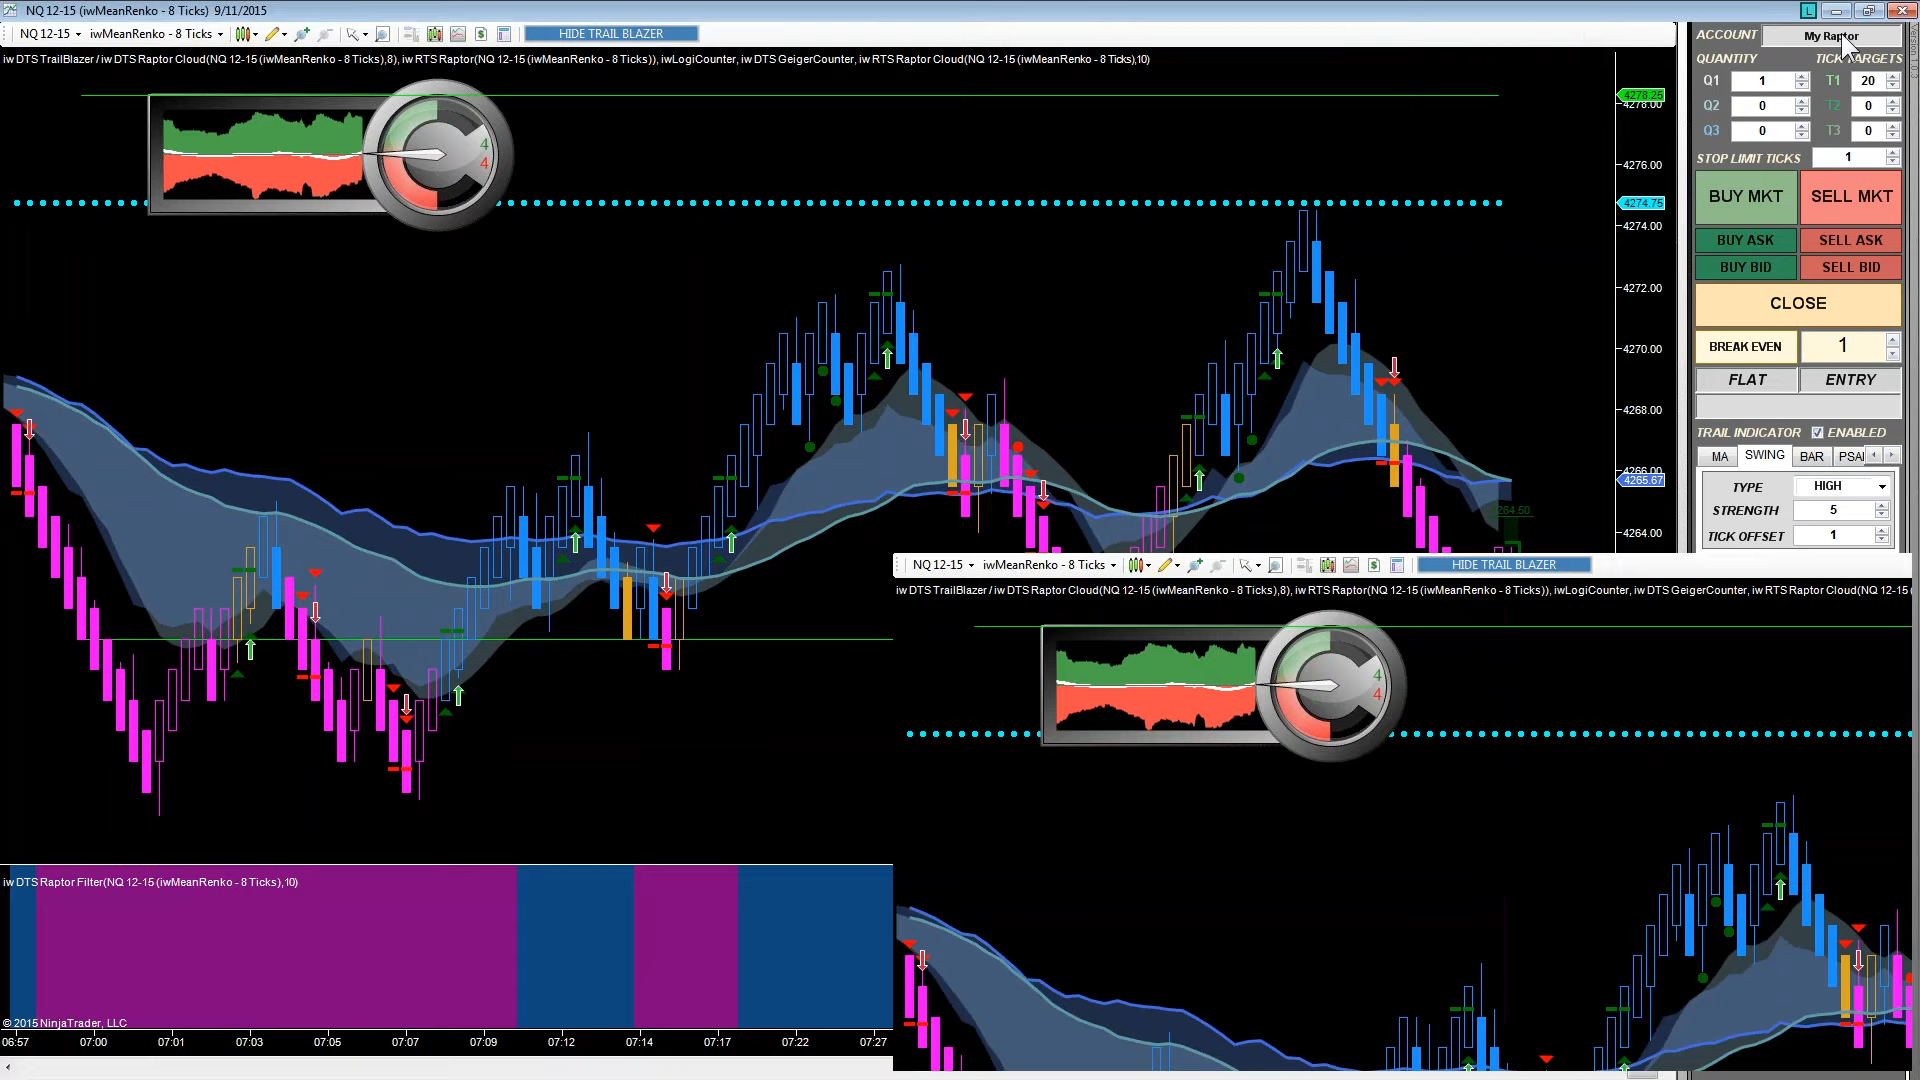 NQ 12-15 (iwMeanRenko - 8 Ticks) 9/11/2015
L
NQ 12-15 iwMeanRenko - 8 Ticks HIDE TRAIL BLAZER
iw DTS TrailBlazer / iw DTS Raptor Cloud(NQ 12-15 (iwMeanRenko - 8 Ticks),8), iw RTS Raptor(NQ 12-15 (iwMeanRenko - 8 Ticks)), iwLogiCounter, iw DTS GeigerCounter, iw RTS Raptor Cloud(NQ 12-15 (iwMeanRenko - 8 Ticks),10)
4
4
4278.25
4278.00
4276.00
4274.75
4274.00
4272.00
4270.00
4268.00
4266.00
4265.67
264.50
4264.00
Version 1.0.3
ACCOUNT My Raptor
QUANTITY TICK TARGETS
Q1 1 T1 20
Q2 0 T2 0
Q3 0 T3 0
STOP LIMIT TICKS 1
BUY MKT SELL MKT
BUY ASK SELL ASK
BUY BID SELL BID
CLOSE
BREAK EVEN 1
FLAT ENTRY
TRAIL INDICATOR ENABLED
MA SWING BAR PSAI
TYPE HIGH
STRENGTH 5
TICK OFFSET 1
NQ 12-15 iwMeanRenko - 8 Ticks HIDE TRAIL BLAZER
iw DTS TrailBlazer / iw DTS Raptor Cloud(NQ 12-15 (iwMeanRenko - 8 Ticks),8), iw RTS Raptor(NQ 12-15 (iwMeanRenko - 8 Ticks)), iwLogiCounter, iw DTS GeigerCounter, iw RTS Raptor Cloud(NQ 12-15 (
4
4
iw DTS Raptor Filter(NQ 12-15 (iwMeanRenko - 8 Ticks),10)
© 2015 NinjaTrader, LLC
06:57 07:00 07:01 07:03 07:05 07:07 07:09 07:12 07:14 07:17 07:22 07:27